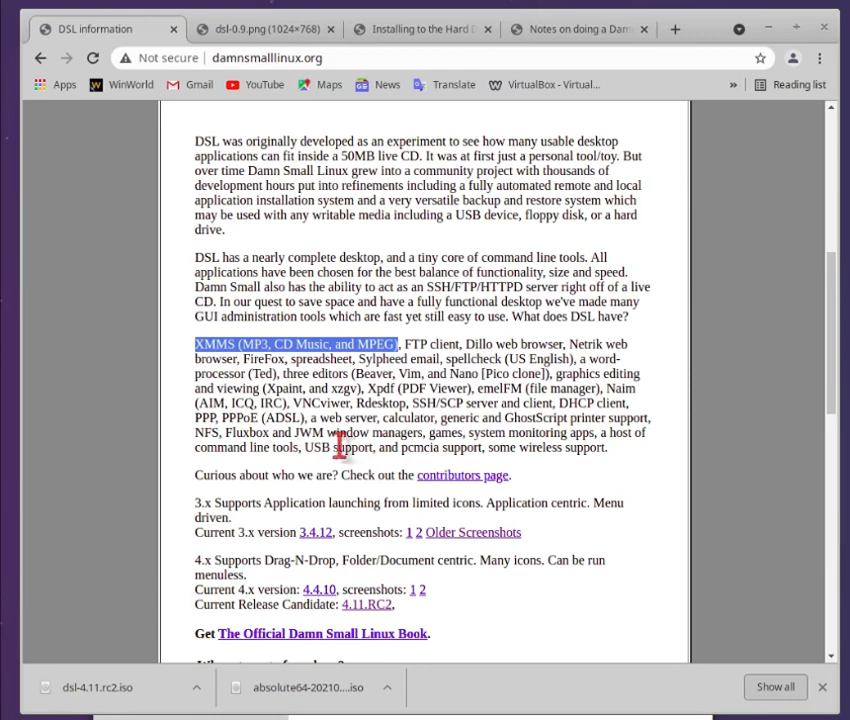 DSL information
dsl-0.9.png (1024×768)
Installing to the Hard D
Notes on doing a Dam
Not secure
damnsmalllinux.org
Apps
WinWorld
Gmail
YouTube
Maps
News
Translate
VirtualBox - Virtual...
»
Reading list
DSL was originally developed as an experiment to see how many usable desktop
applications can fit inside a 50MB live CD. It was at first just a personal tool/toy. But
over time Damn Small Linux grew into a community project with thousands of
development hours put into refinements including a fully automated remote and local
application installation system and a very versatile backup and restore system which
may be used with any writable media including a USB device, floppy disk, or a hard
drive.
DSL has a nearly complete desktop, and a tiny core of command line tools. All
applications have been chosen for the best balance of functionality, size and speed.
Damn Small also has the ability to act as an SSH/FTP/HTTPD server right off of a live
CD. In our quest to save space and have a fully functional desktop we've made many
GUI administration tools which are fast yet still easy to use. What does DSL have?
XMMS (MP3, CD Music, and MPEG), FTP client, Dillo web browser, Netrik web
browser, FireFox, spreadsheet, Sylpheed email, spellcheck (US English), a word-
processor (Ted), three editors (Beaver, Vim, and Nano [Pico clone]), graphics editing
and viewing (Xpaint, and xzgv), Xpdf (PDF Viewer), emelFM (file manager), Naim
(AIM, ICQ, IRC), VNCviwer, Rdesktop, SSH/SCP server and client, DHCP client,
PPP, PPPoE (ADSL), a web server, calculator, generic and GhostScript printer support,
NFS, Fluxbox and JWM window managers, games, system monitoring apps, a host of
command line tools, USB support, and pcmcia support, some wireless support.
Curious about who we are? Check out the contributors page.
3.x Supports Application launching from limited icons. Application centric. Menu
driven.
Current 3.x version 3.4.12, screenshots: 1 2 Older Screenshots
4.x Supports Drag-N-Drop, Folder/Document centric. Many icons. Can be run
menuless.
Current 4.x version: 4.4.10, screenshots: 1 2
Current Release Candidate: 4.11.RC2,
Get The Official Damn Small Linux Book.
dsl-4.11.rc2.iso
absolute64-20210....iso
Show all